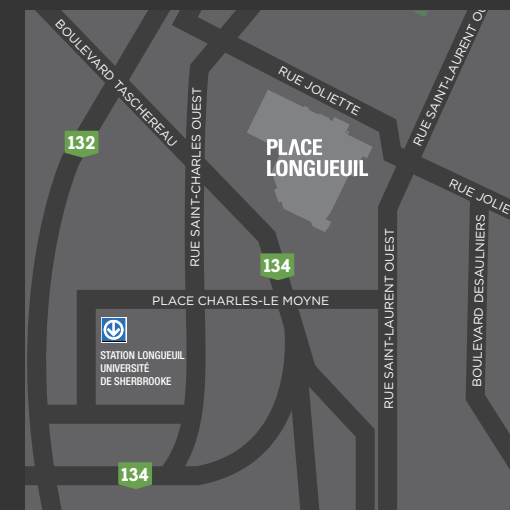 BOULEVARD TASCHEREAU
RUE JOLIETTE
RUE SAINT-LAURENT OU
132
RUE SAINT-CHARLES OUEST
PLACE
LONGUEUIL
RUE JOLIE
134
RUE SAINT-LAURENT OUEST
BOULEVARD DESAULNIERS
PLACE CHARLES-LE MOYNE
STATION LONGUEUIL
UNIVERSITÉ
DE SHERBROOKE
134